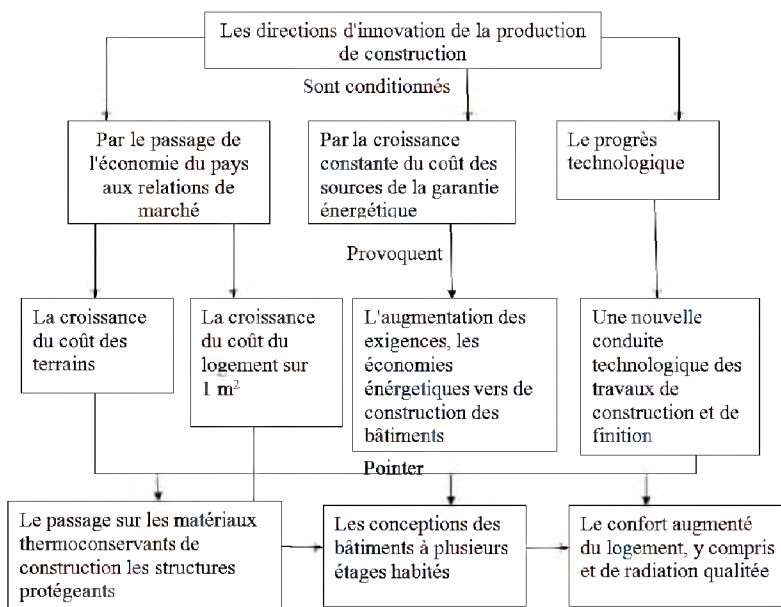 Les directions d'innovation de la production
de construction
Sont conditionnés
Par le passage de
l'économie du pays
aux relations de
marché
Par la croissance
constante du coût des
sources de la garantie
énergétique
Le progrès
technologique
Provoquent
La croissance
du coût des
terrains
La croissance
du coût du
logement sur
1 m²
L'augmentation des
exigences, les
économies
énérgetiques vers de
construction des
bâtiments
Une nouvelle
conduite
technologique des
travaux de
construction et de
finition
Pointer
Le passage sur les matériaux
thermoconservants de
construction les structures
protégeants
Les conceptions des
bâtiments à plusieurs
étages habités
Le confort augmenté
du logement, y compris
et de radiation qualitée